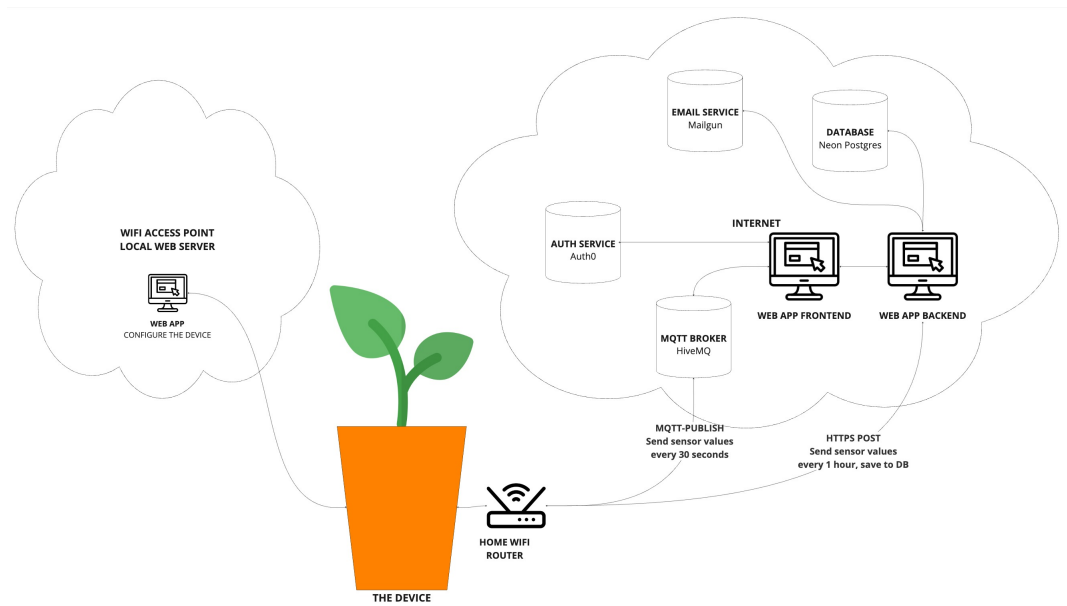 EMAIL SERVICE
Mailgun
DATABASE
Neon Postgres
WIFI ACCESS POINT
LOCAL WEB SERVER
WEB APP
CONFIGURE THE DEVICE
AUTH SERVICE
Auth0
INTERNET
WEB APP FRONTEND
WEB APP BACKEND
MQTT BROKER
HiveMQ
MQTT-PUBLISH
Send sensor values
every 30 seconds
HTTPS POST
Send sensor values
every 1 hour, save to DB
HOME WIFI
ROUTER
THE DEVICE